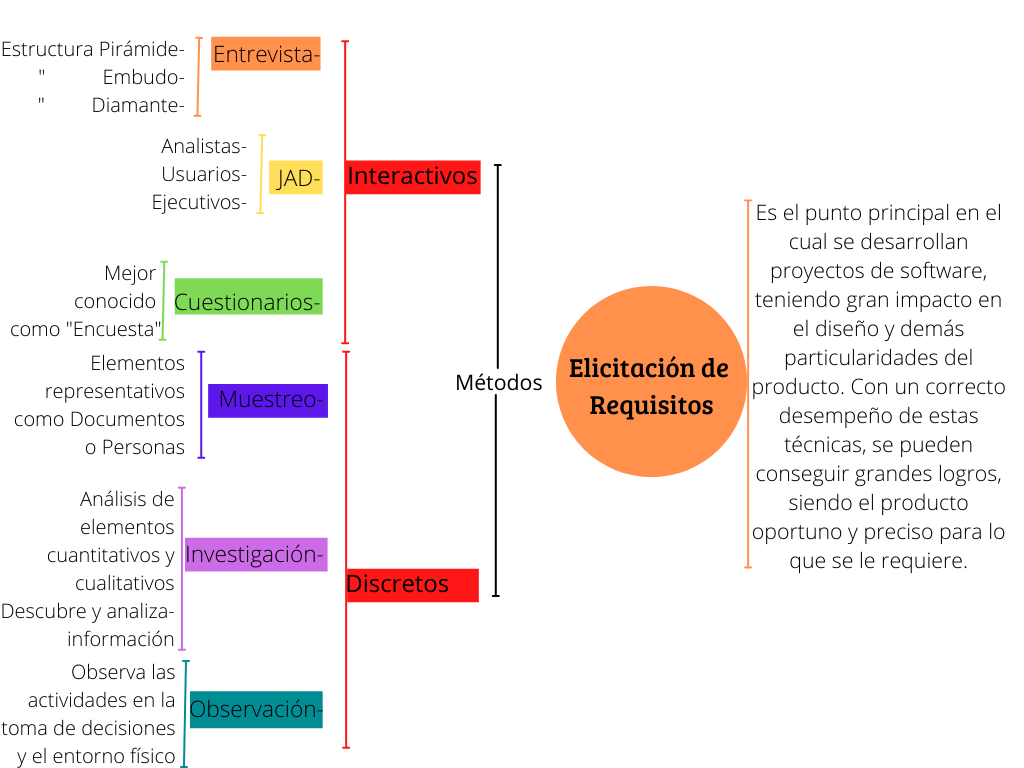 Estructura Pirámide-
" Embudo-
" Diamante-
Entrevista-
Analistas-
Usuarios-
Ejecutivos-
JAD-
Interactivos
Mejor
conocido
como "Encuesta"
Cuestionarios-
Elementos
representativos
como Documentos
o Personas
Muestreo-
Análisis de
elementos
cuantitativos y
cualitativos
Descubre y analiza-
información
Investigación-
Discretos
Observa las
actividades en la
toma de decisiones
y el entorno físico
Observación-
Métodos
Elicitación de
Requisitos
Es el punto principal en el
cual se desarrollan
proyectos de software,
teniendo gran impacto en
el diseño y demás
particularidades del
producto. Con un correcto
desempeño de estas
técnicas, se pueden
conseguir grandes logros,
siendo el producto
oportuno y preciso para lo
que se le requiere.